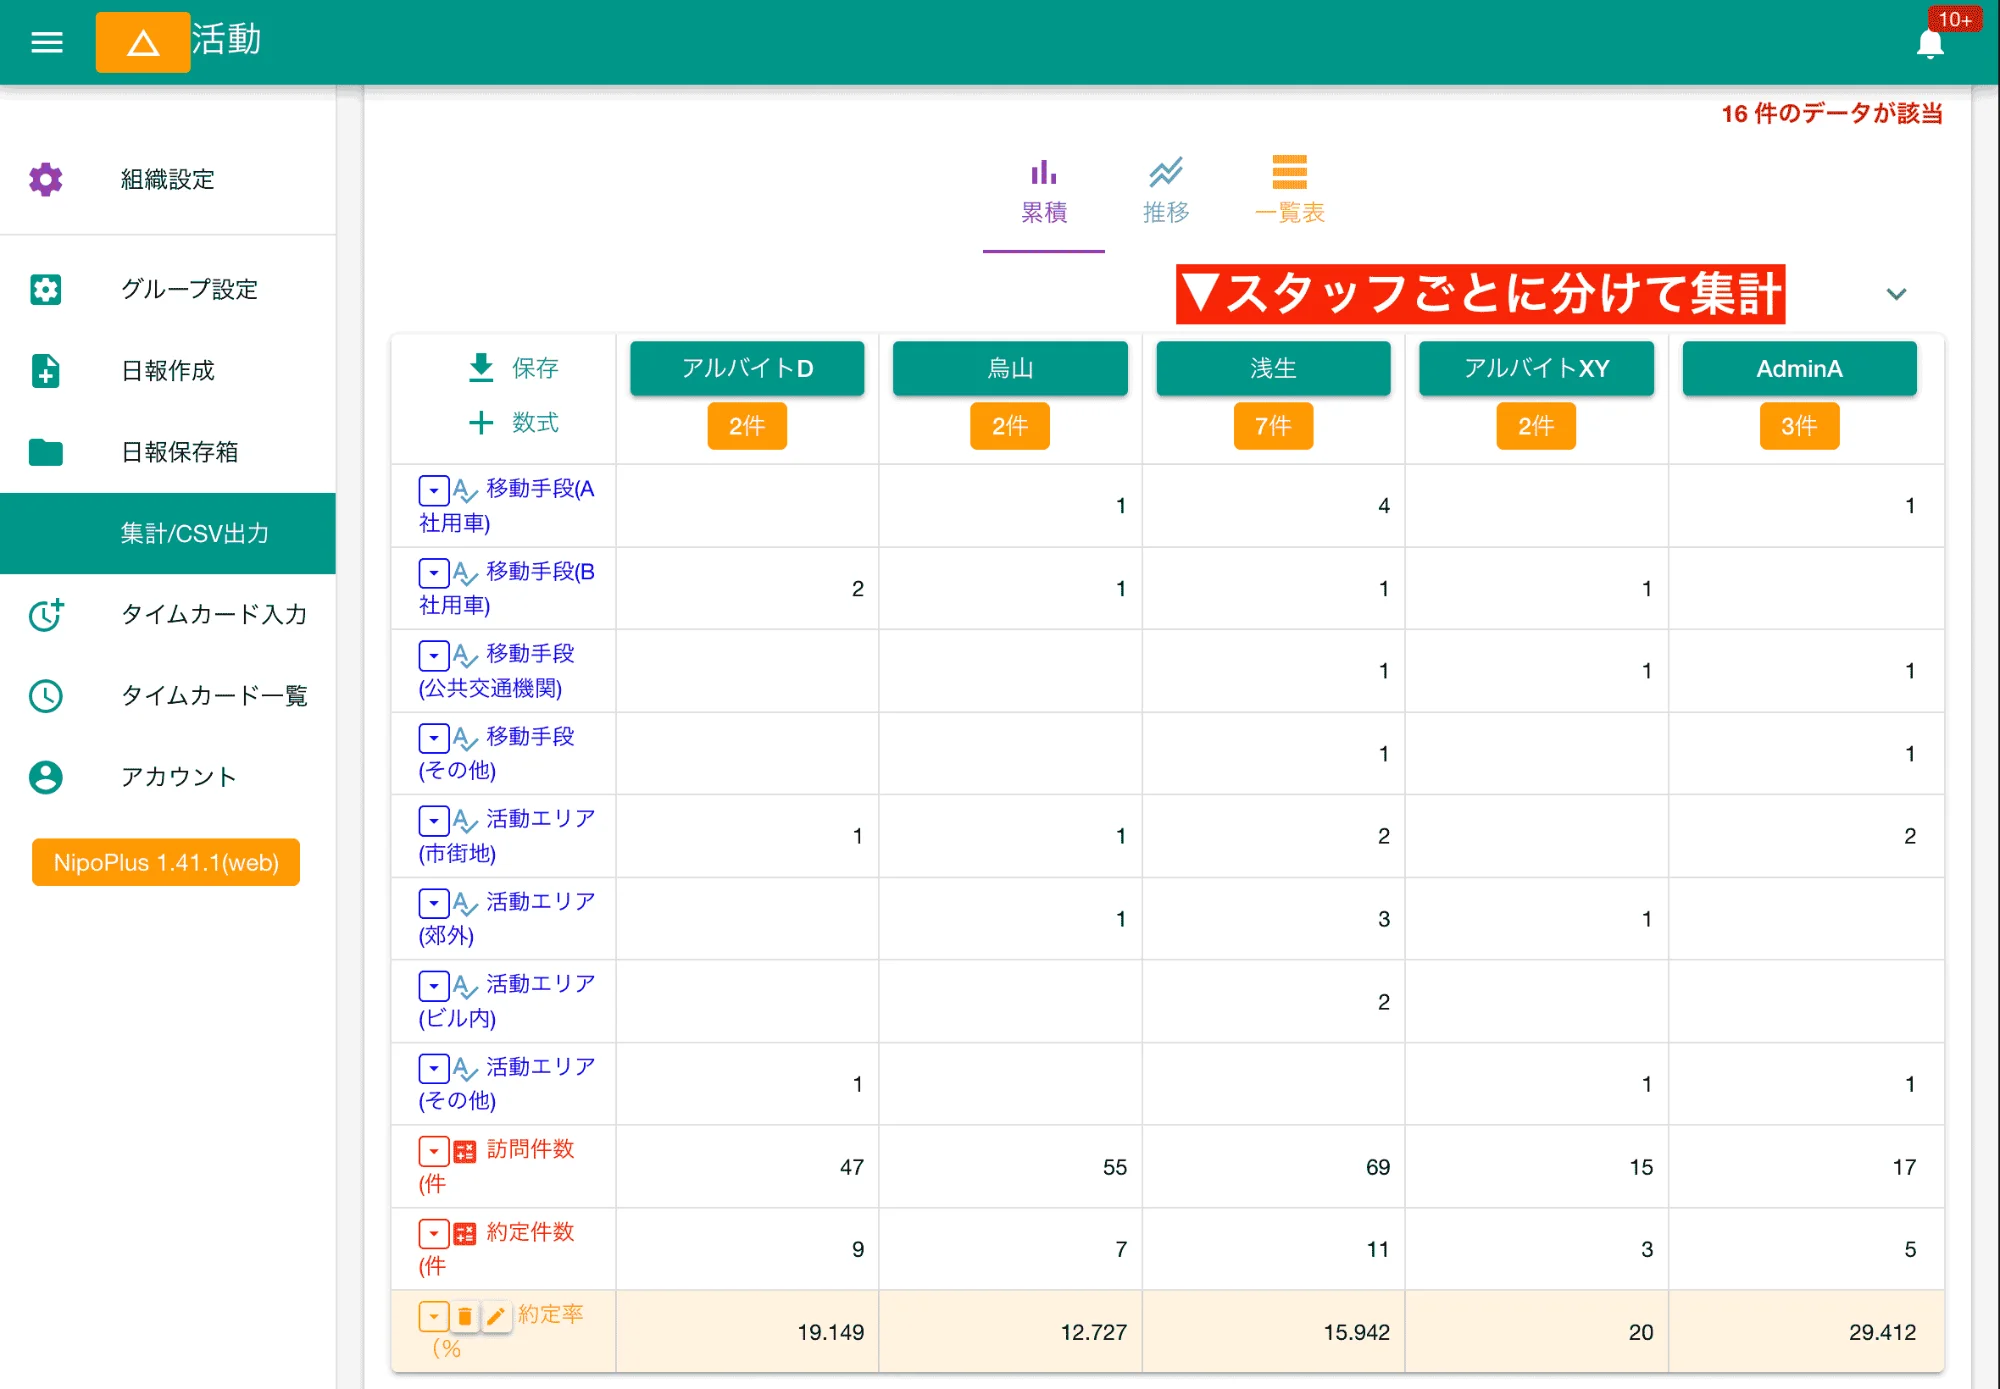 活動
10+
16 件のデータが該当
組織設定
グループ設定
日報作成
日報保存箱
集計/CSV出力
タイムカード入力
タイムカード一覧
アカウント
NipoPlus 1.41.1(web)
累積 推移 一覧表
▼スタッフごとに分けて集計
保存 アルバイトD 烏山 浅生 アルバイトXY AdminA
数式 2件 2件 7件 2件 3件
移動手段(A
社用車)
1 4 1
移動手段(B
社用車)
2 1 1 1
移動手段
(公共交通機関)
1 1 1
移動手段
(その他)
1 1
活動エリア
(市街地)
1 1 2 2
活動エリア
(郊外)
1 3 1
活動エリア
(ビル内)
2
活動エリア
(その他)
1 1 1
訪問件数
(件
47 55 69 15 17
約定件数
(件
9 7 11 3 5
約定率
(%
19.149 12.727 15.942 20 29.412